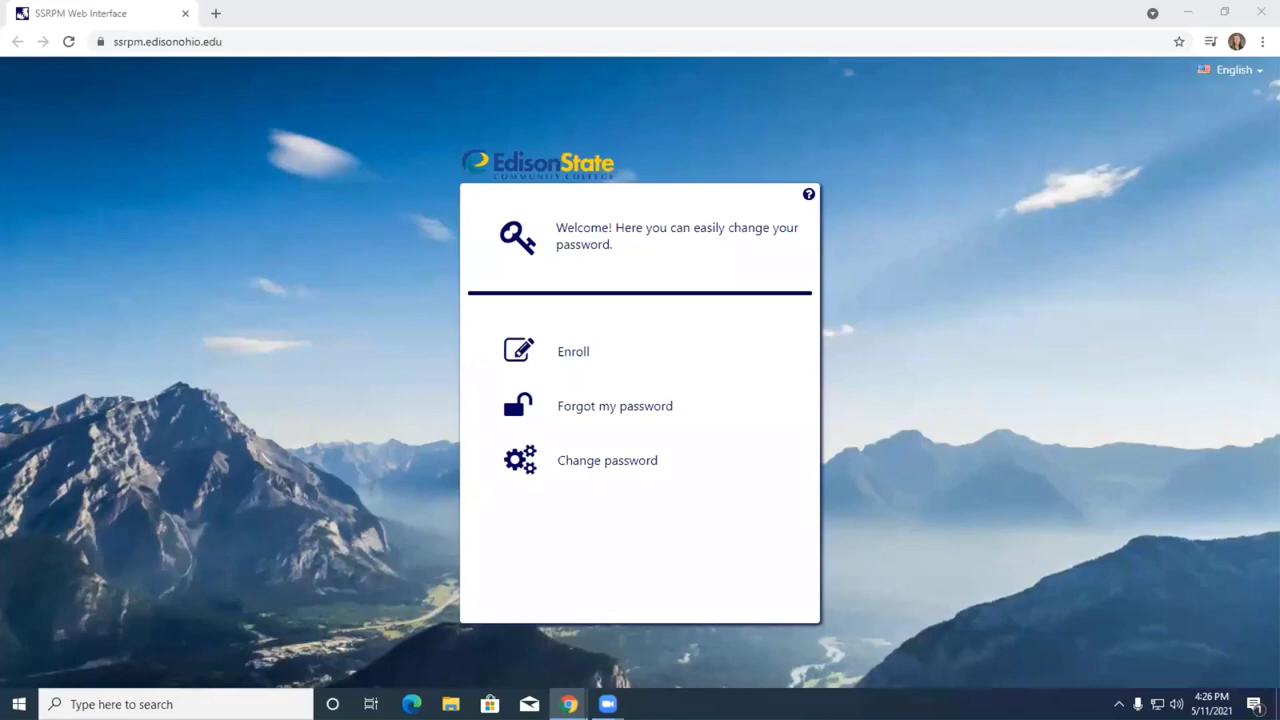 SSRPM Web Interface
ssrpm.edisonohio.edu
English
EdisonState
COMMUNITY COLLEGE
Welcome! Here you can easily change your
password.
Enroll
Forgot my password
Change password
Type here to search
4:26 PM
5/11/2021
1